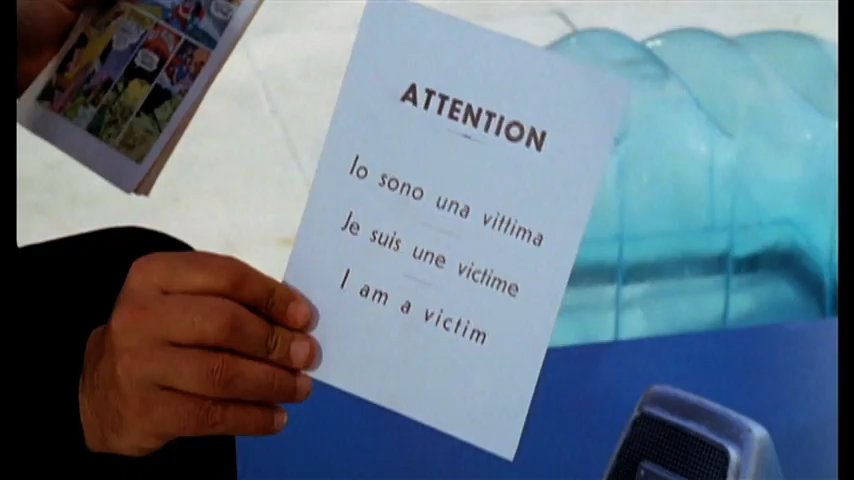 ATTENTION
Io sono una vittima
Je suis une victime
I am a victim